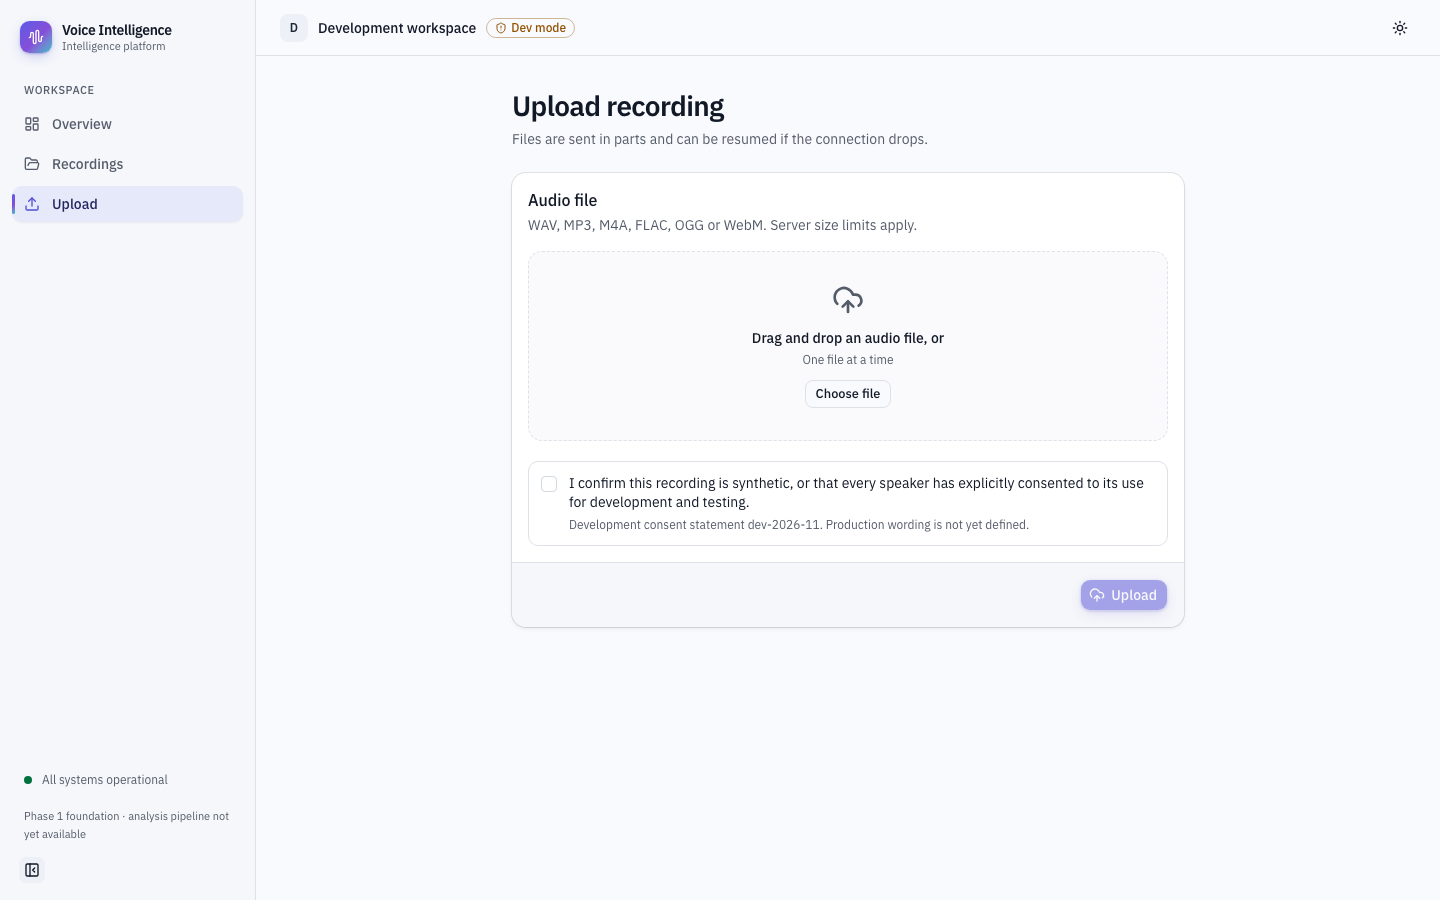 Voice Intelligence
Intelligence platform
WORKSPACE
Overview
Recordings
Upload
All systems operational
Phase 1 foundation · analysis pipeline not
yet available
D
Development workspace
Dev mode
Upload recording
Files are sent in parts and can be resumed if the connection drops.
Audio file
WAV, MP3, M4A, FLAC, OGG or WebM. Server size limits apply.
Drag and drop an audio file, or
One file at a time
Choose file
I confirm this recording is synthetic, or that every speaker has explicitly consented to its use
for development and testing.
Development consent statement dev-2026-11. Production wording is not yet defined.
Upload